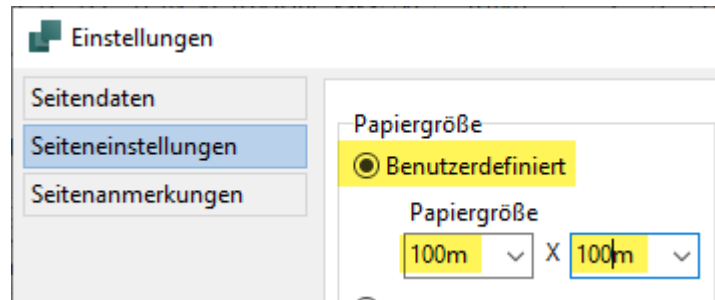 Einstellungen
Seitendaten
Seiteneinstellungen
Seitenanmerkungen
Papiergröße
Benutzerdefiniert
Papiergröße
100m X 100m